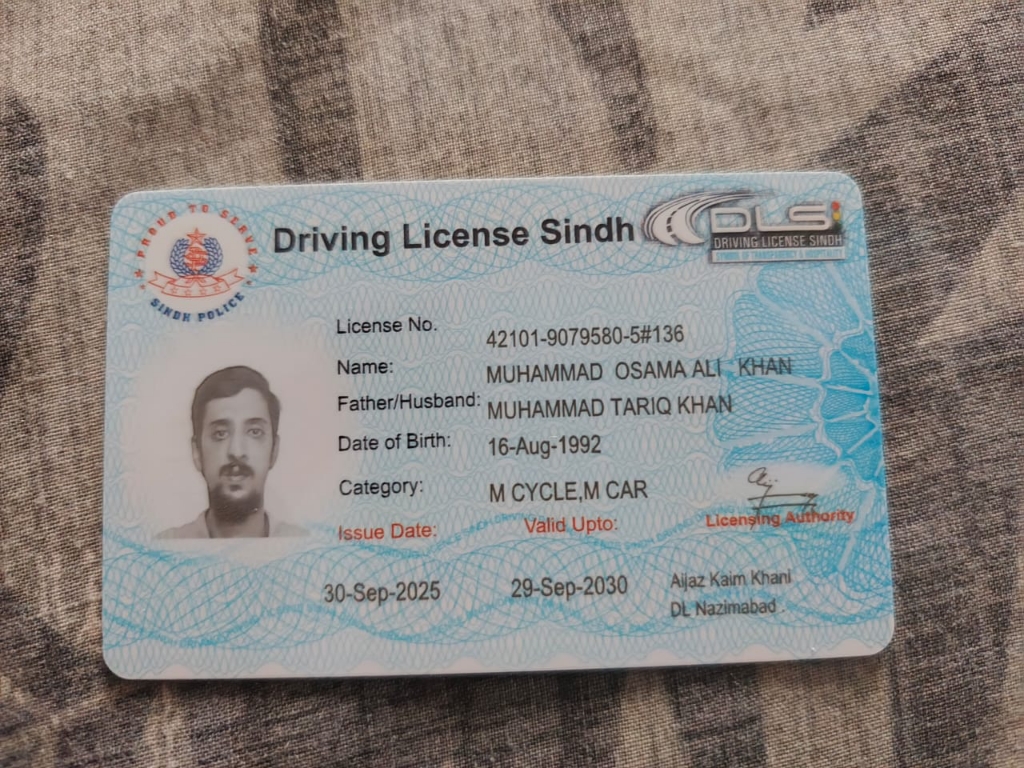 PROUD TO SERVE
SINDH POLICE
Driving License Sindh
DLS
DRIVING LICENSE SINDH
License No. 42101-9079580-5#136
Name: MUHAMMAD OSAMA ALI KHAN
Father/Husband: MUHAMMAD TARIQ KHAN
Date of Birth: 16-Aug-1992
Category: M CYCLE,M CAR
Issue Date: Valid Upto: Licensing Authority
30-Sep-2025 29-Sep-2030 Aijaz Kaim Khani
DL Nazimabad .